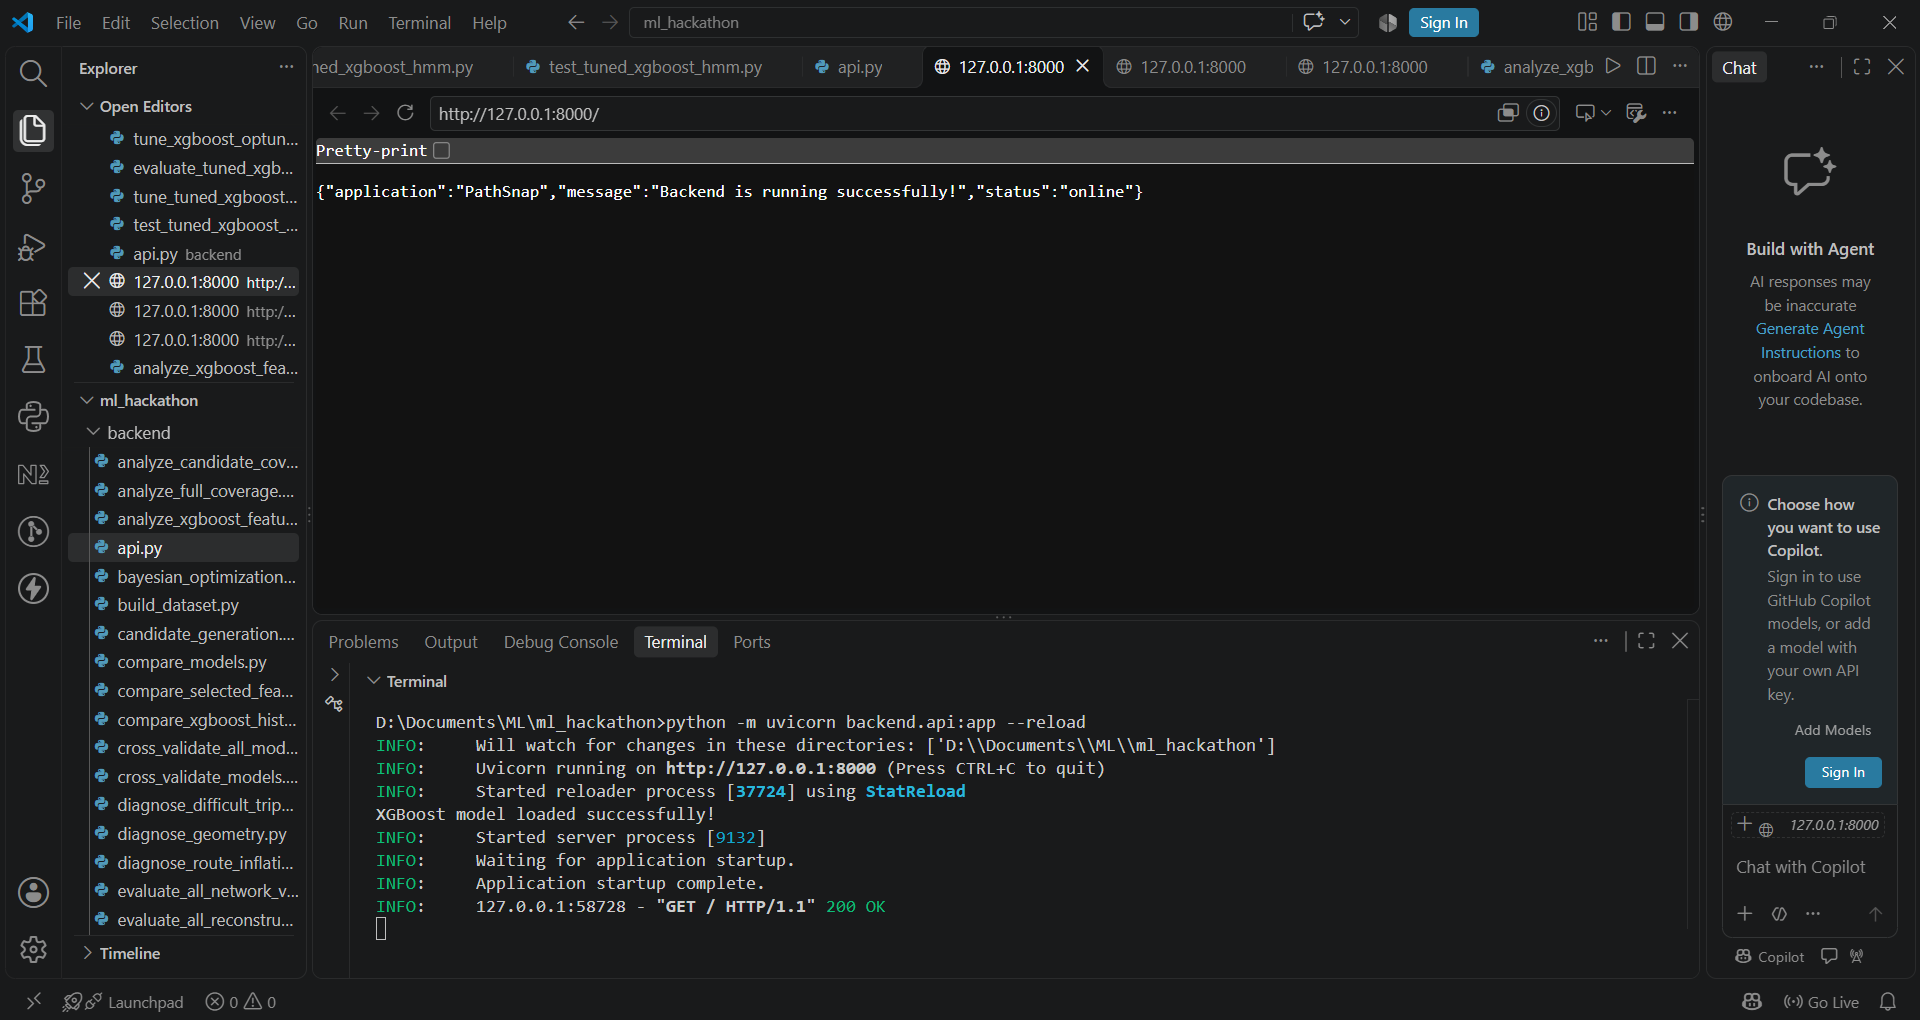 File Edit Selection View Go Run Terminal Help
ml_hackathon
Sign In
Explorer
Open Editors
tune_xgboost_optun...
evaluate_tuned_xgb...
tune_tuned_xgboost...
test_tuned_xgboost_...
api.py backend
127.0.0.1:8000 http:/...
127.0.0.1:8000 http:/...
127.0.0.1:8000 http:/...
analyze_xgboost_fea...
ml_hackathon
backend
analyze_candidate_cov...
analyze_full_coverage....
analyze_xgboost_featu...
api.py
bayesian_optimization...
build_dataset.py
candidate_generation....
compare_models.py
compare_selected_fea...
compare_xgboost_hist...
cross_validate_all_mod...
cross_validate_models....
diagnose_difficult_trip...
diagnose_geometry.py
diagnose_route_inflati...
evaluate_all_network_v...
evaluate_all_reconstru...
Timeline
ned_xgboost_hmm.py test_tuned_xgboost_hmm.py api.py 127.0.0.1:8000 127.0.0.1:8000 127.0.0.1:8000 analyze_xgb
http://127.0.0.1:8000/
Pretty-print
{"application":"PathSnap","message":"Backend is running successfully!","status":"online"}
Problems Output Debug Console Terminal Ports
Terminal
D:\Documents\ML\ml_hackathon>python -m uvicorn backend.api:app --reload
INFO: Will watch for changes in these directories: ['D:\\Documents\\ML\\ml_hackathon']
INFO: Uvicorn running on http://127.0.0.1:8000 (Press CTRL+C to quit)
INFO: Started reloader process [37724] using StatReload
XGBoost model loaded successfully!
INFO: Started server process [9132]
INFO: Waiting for application startup.
INFO: Application startup complete.
INFO: 127.0.0.1:58728 - "GET / HTTP/1.1" 200 OK
Chat
Build with Agent
AI responses may
be inaccurate
Generate Agent
Instructions to
onboard AI onto
your codebase.
Choose how
you want to use
Copilot.
Sign in to use
GitHub Copilot
models, or add
a model with
your own API
key.
Add Models
Sign In
127.0.0.1:8000
Chat with Copilot
Copilot
Launchpad 0 0
Go Live